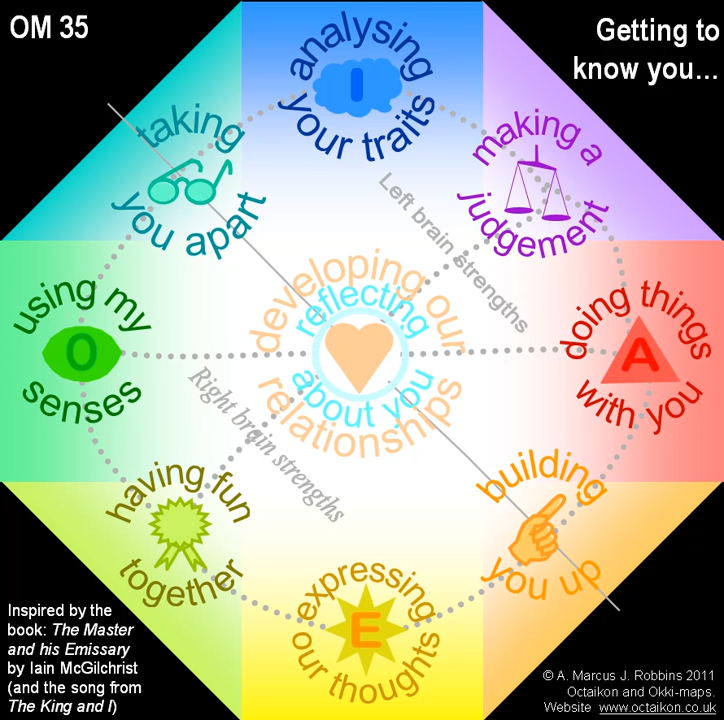 OM 35
Getting to
know you...
analysing
I
your traits
taking
you apart
making a
judgement
Left brain strengths
using my
O
senses
developing our
reflecting
about you
relationships
doing things
A
with you
Right brain strengths
having fun
together
building
you up
expressing
E
our thoughts
Inspired by the
book: The Master
and his Emissary
by Iain McGilchrist
(and the song from
The King and I)
© A. Marcus J. Robbins 2011
Octaikon and Okki-maps.
Website www.octaikon.co.uk